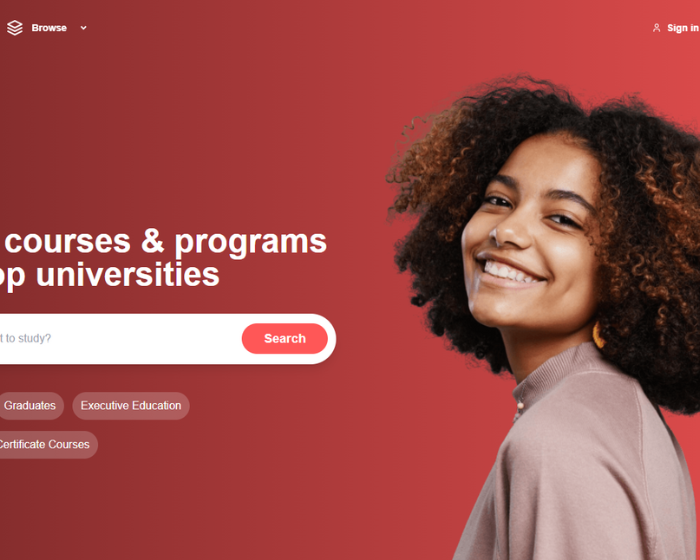 Browse
Sign in
courses & programs
op universities
t to study?
Search
Graduates
Executive Education
Certificate Courses